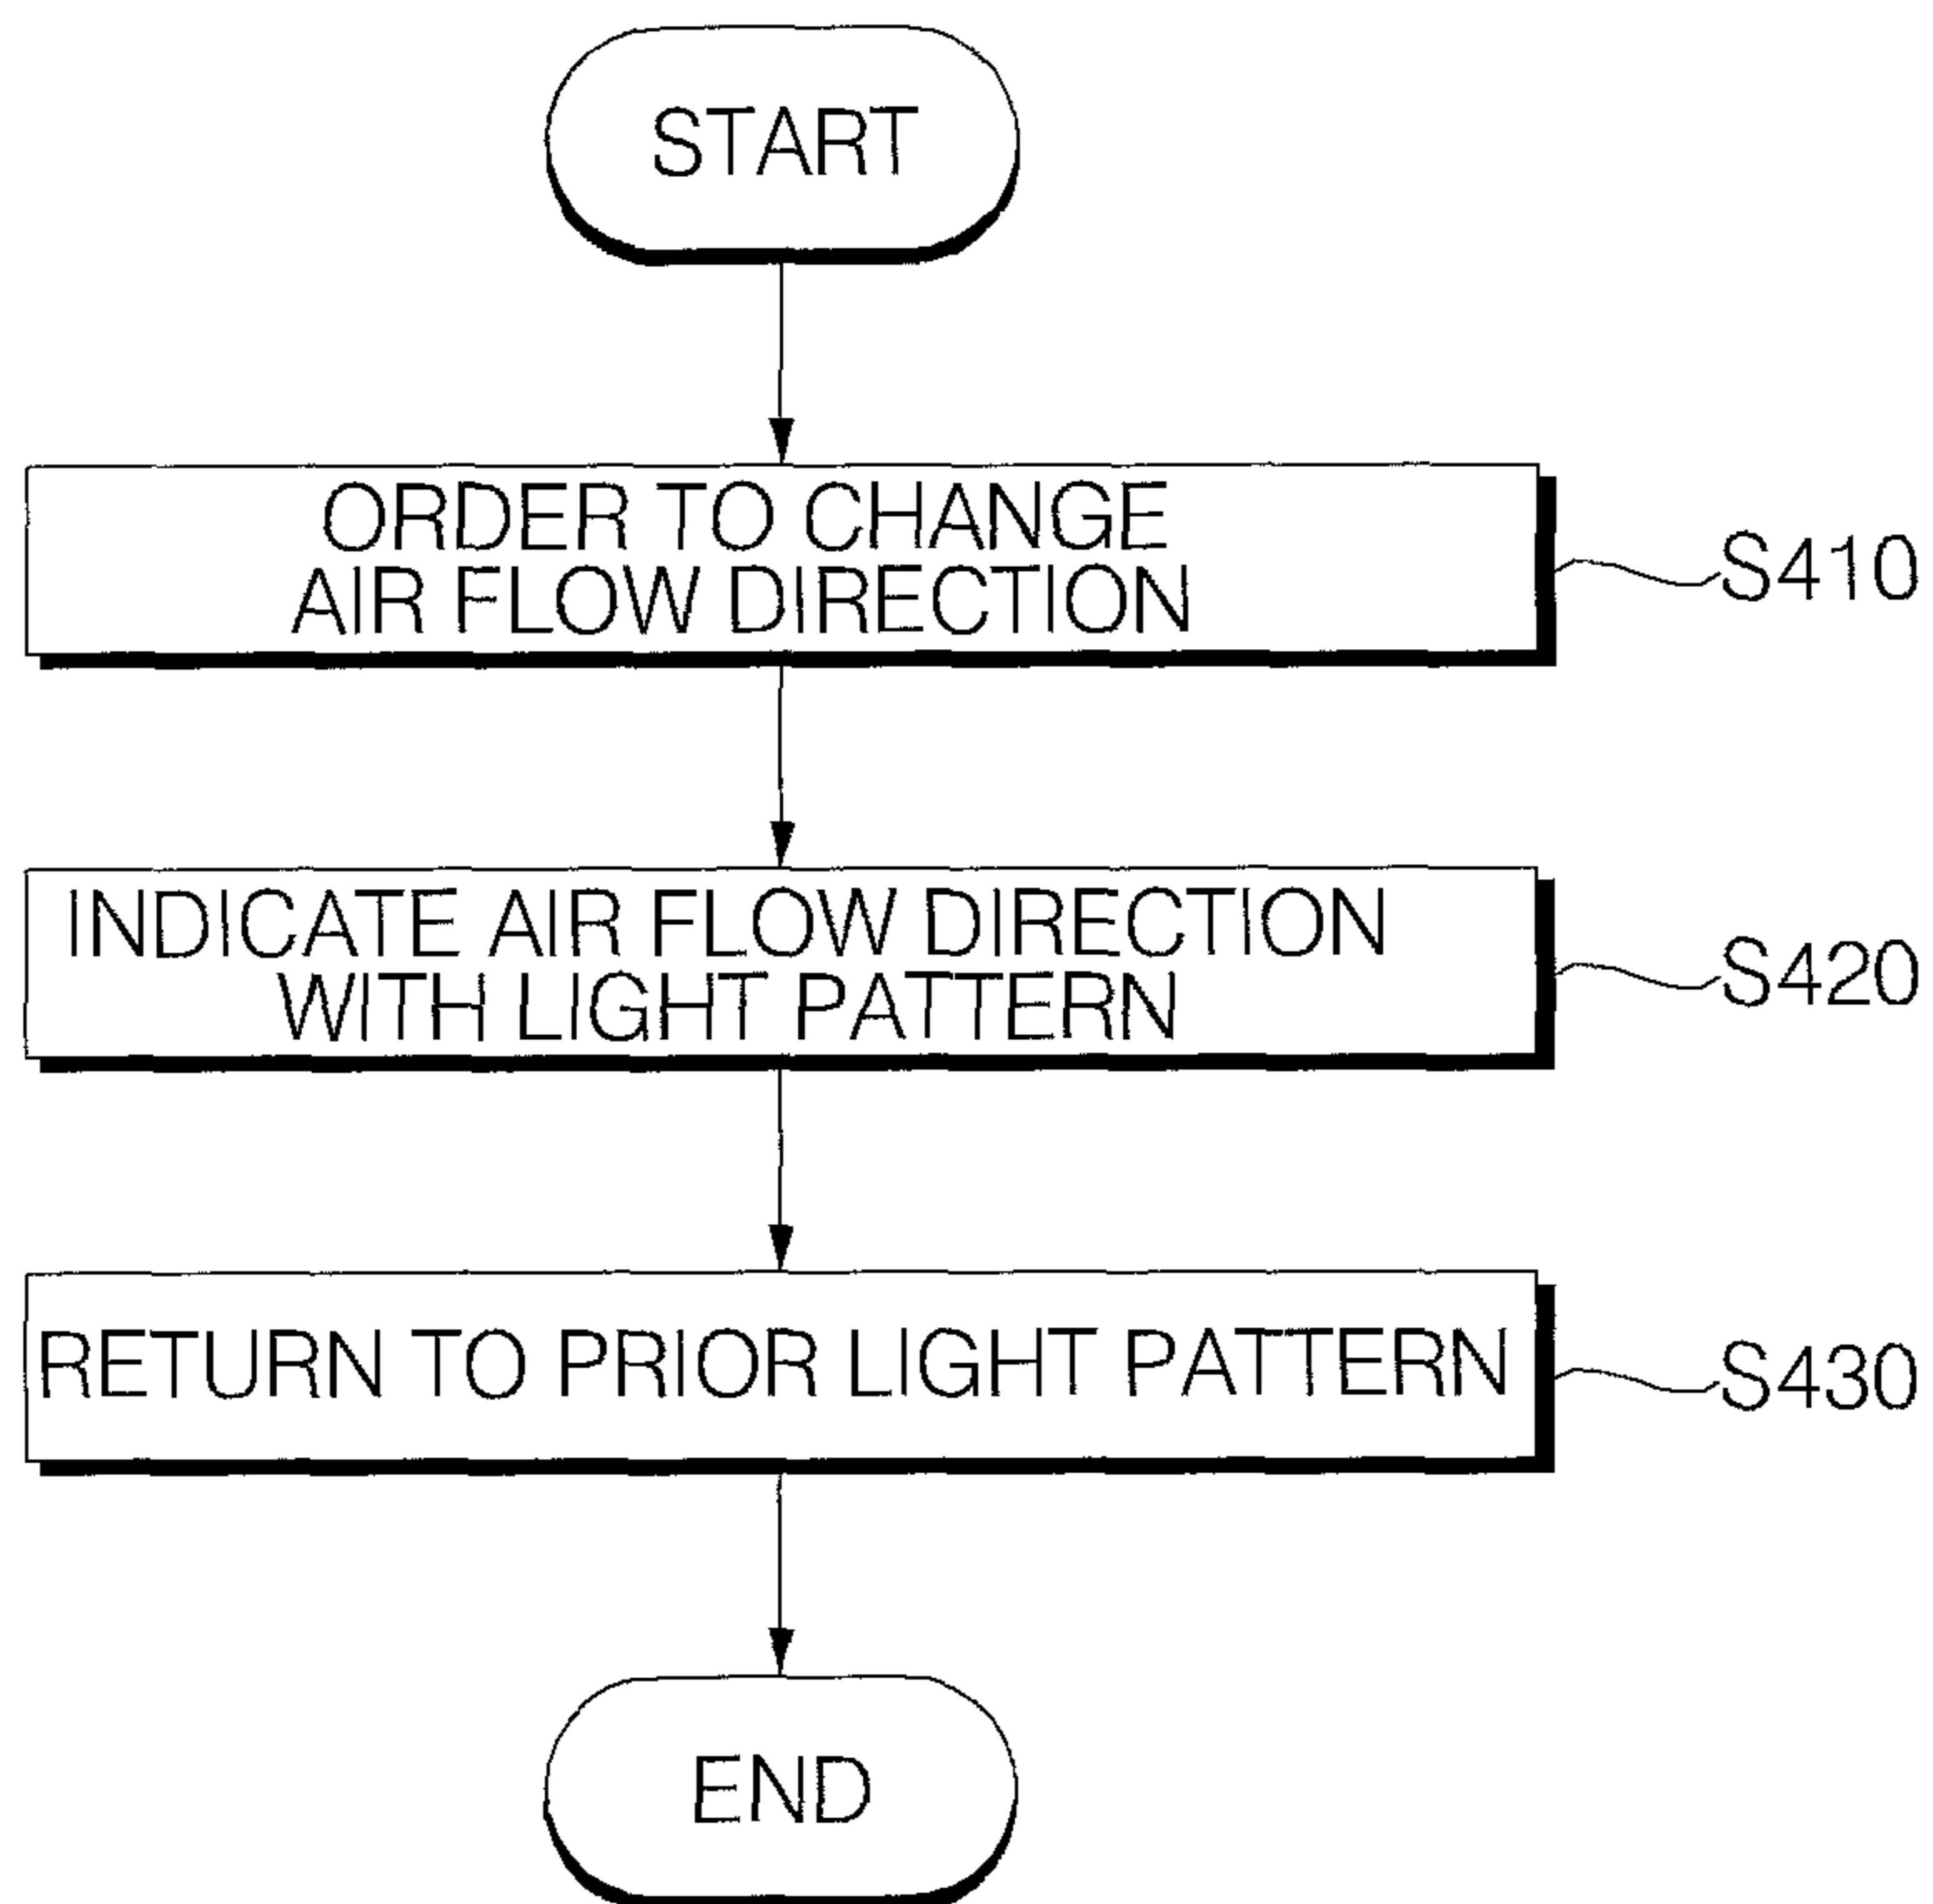 START
ORDER TO CHANGE
AIR FLOW DIRECTION
S410
INDICATE AIR FLOW DIRECTION
WITH LIGHT PATTERN
S420
RETURN TO PRIOR LIGHT PATTERN
S430
END